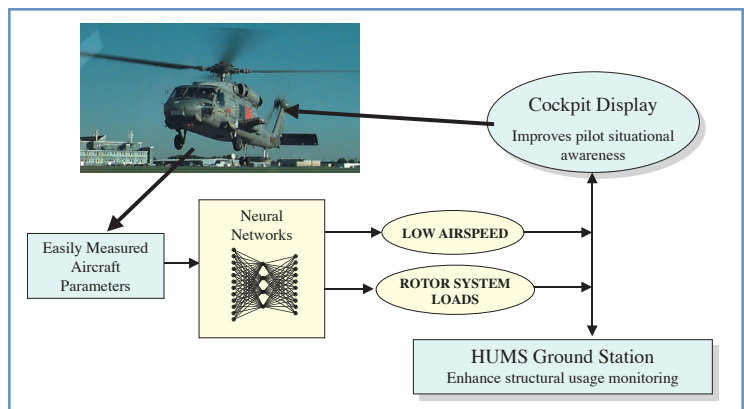 Cockpit Display
Improves pilot situational
awareness
Neural
Networks
Easily Measured
Aircraft
Parameters
LOW AIRSPEED
ROTOR SYSTEM
LOADS
HUMS Ground Station
Enhance structural usage monitoring